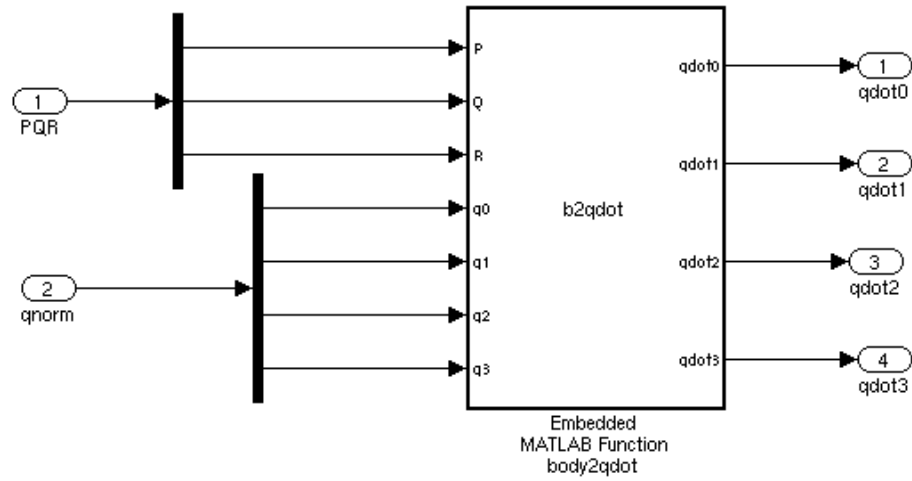 1
PQR
2
qnorm
P
Q
R
q0
q1
q2
q3
b2qdot
qdot0
qdot1
qdot2
qdot3
1
qdot0
2
qdot1
3
qdot2
4
qdot3
Embedded
MATLAB Function
body2qdot